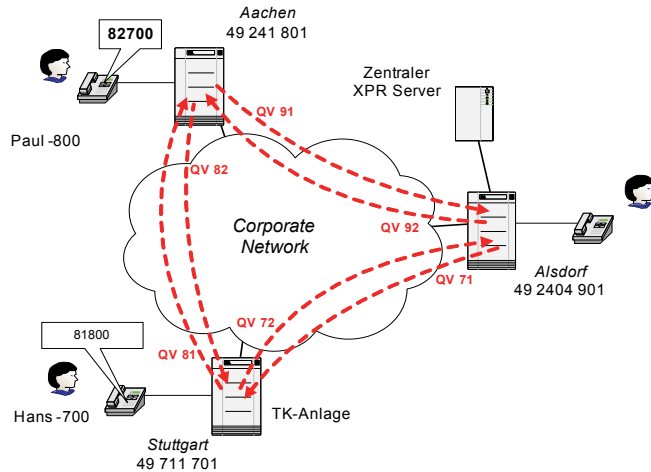 Aachen
49 241 801
82700
Zentraler
XPR Server
QV 91
Paul -800
QV 82
Corporate
Network
QV 92
Alsdorf
49 2404 901
QV 71
QV 72
81800
QV 81
Hans -700
TK-Anlage
Stuttgart
49 711 701